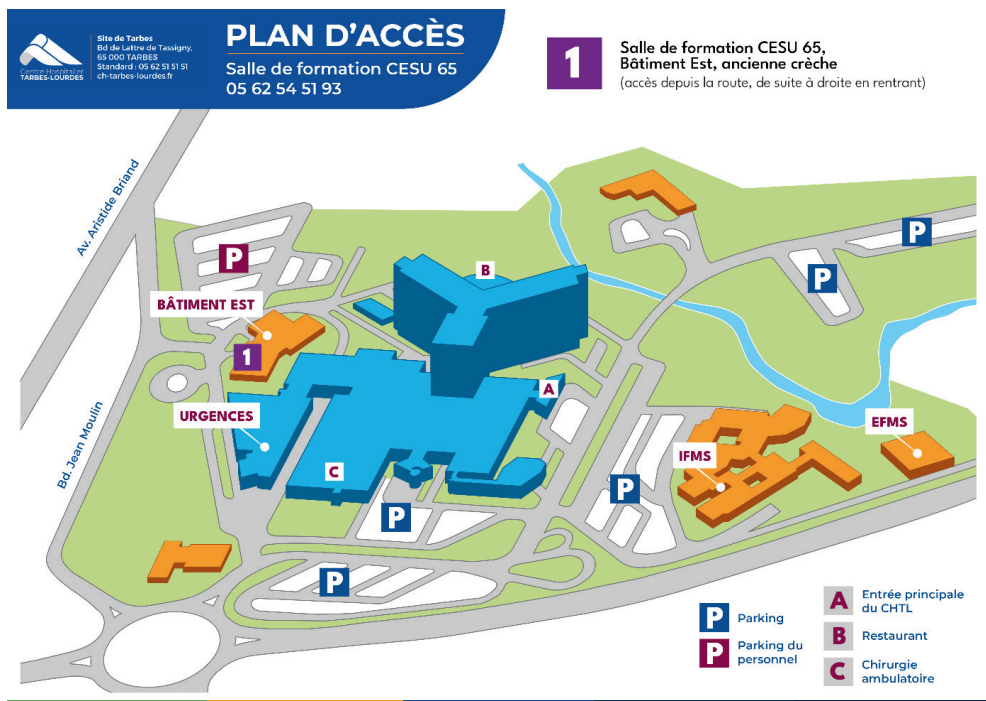 Centre Hospitalier
TARBES-LOURDES
Site de Tarbes
Bd de Lattre de Tassigny,
65 000 TARBES
Standard : 05 62 51 51 51
ch-tarbes-lourdes.fr
PLAN D'ACCÈS
Salle de formation CESU 65
05 62 54 51 93
1
Salle de formation CESU 65,
Bâtiment Est, ancienne crèche
(accès depuis la route, de suite à droite en rentrant)
Av. Aristide Briand
P
P
P
B
BÂTIMENT EST
1
A
URGENCES
EFMS
Bd. Jean Moulin
IFMS
C
P
P
P
P Parking
P Parking du
personnel
A Entrée principale
du CHTL
B Restaurant
C Chirurgie
ambulatoire